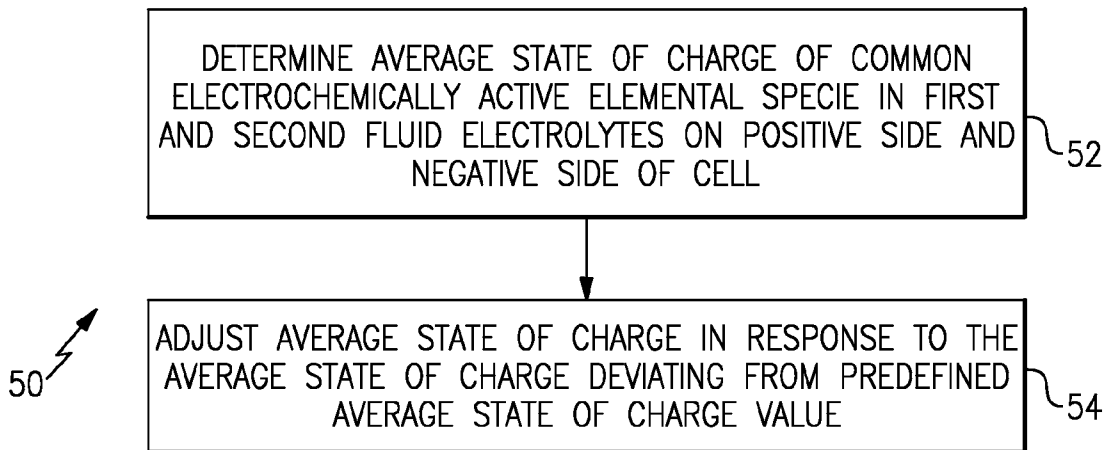 DETERMINE AVERAGE STATE OF CHARGE OF COMMON
ELECTROCHEMICALLY ACTIVE ELEMENTAL SPECIE IN FIRST
AND SECOND FLUID ELECTROLYTES ON POSITIVE SIDE AND
NEGATIVE SIDE OF CELL
52
ADJUST AVERAGE STATE OF CHARGE IN RESPONSE TO THE
AVERAGE STATE OF CHARGE DEVIATING FROM PREDEFINED
AVERAGE STATE OF CHARGE VALUE
50
54